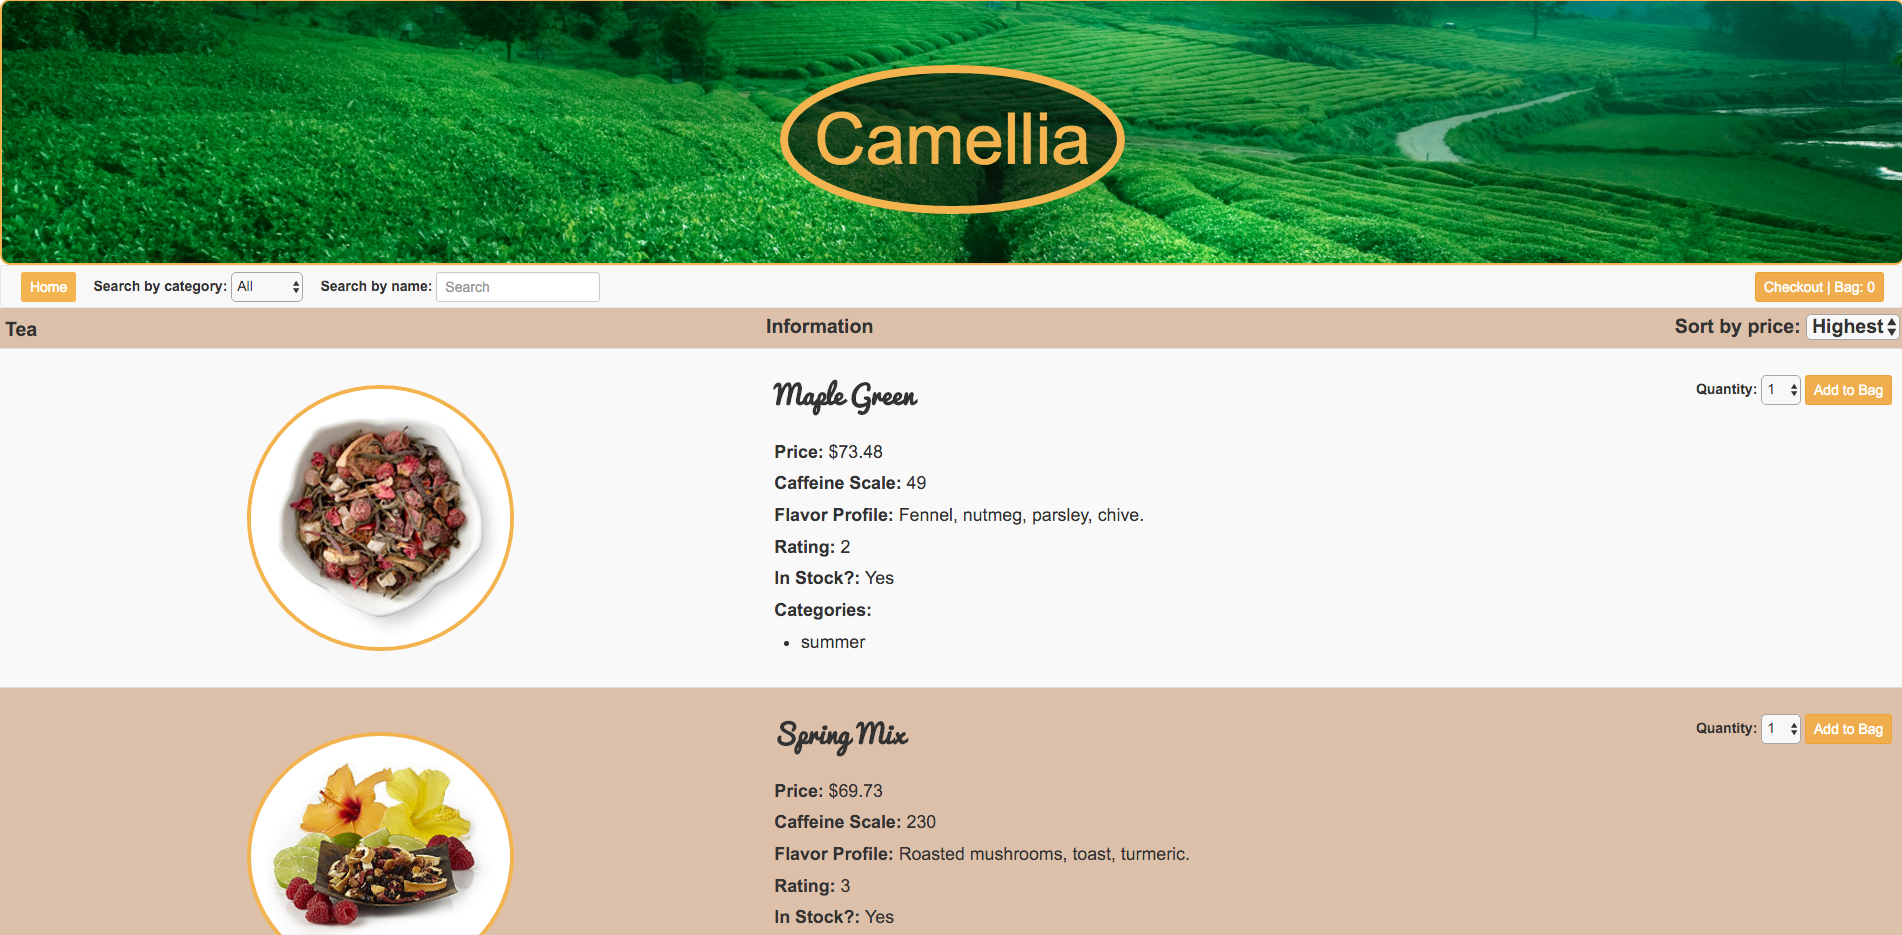 Camellia
Home Search by category: All Search by name: Search Checkout | Bag: 0
Tea Information Sort by price: Highest
Maple Green Quantity: 1 Add to Bag
Price: $73.48
Caffeine Scale: 49
Flavor Profile: Fennel, nutmeg, parsley, chive.
Rating: 2
In Stock?: Yes
Categories:
• summer
Spring Mix Quantity: 1 Add to Bag
Price: $69.73
Caffeine Scale: 230
Flavor Profile: Roasted mushrooms, toast, turmeric.
Rating: 3
In Stock?: Yes